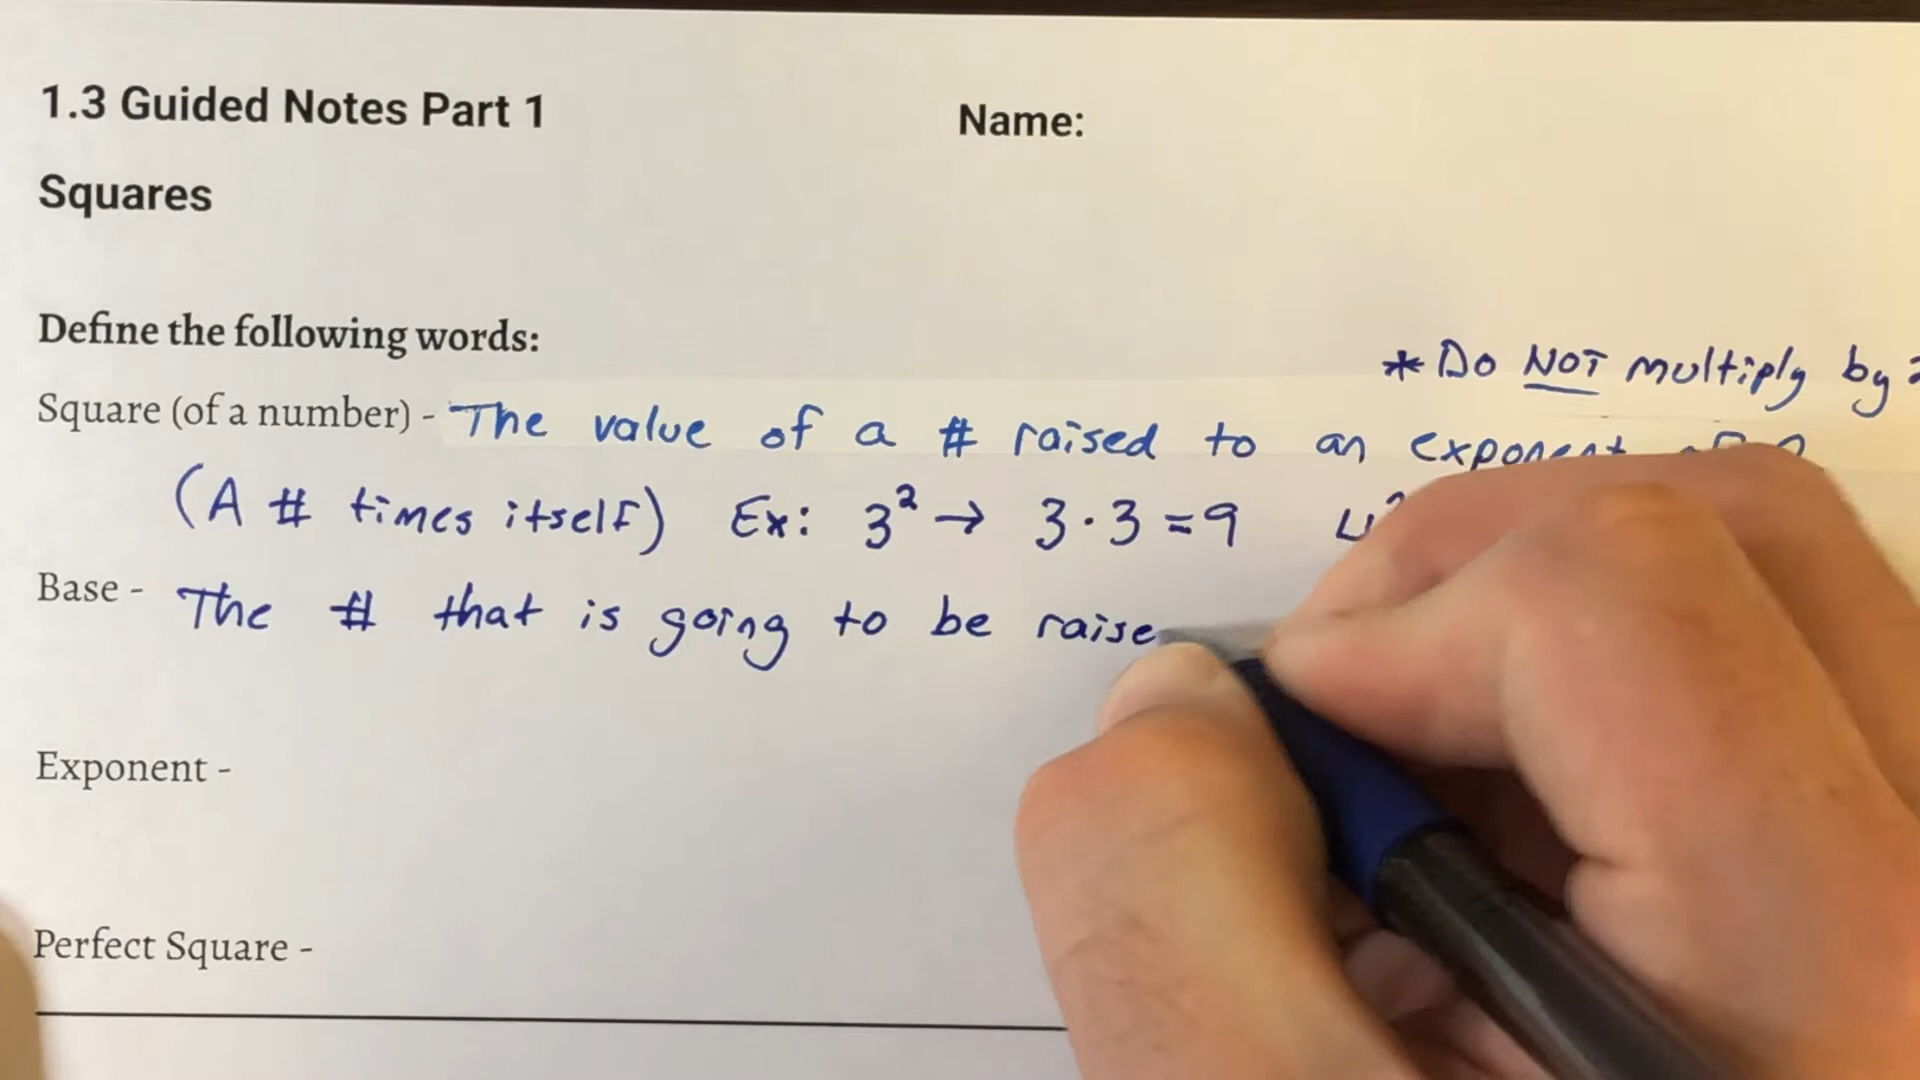 1.3 Guided Notes Part 1
Name:
Squares
Define the following words:
* Do NOT multiply by
Square (of a number) - The value of a # raised to an exponent
(A # times itself) Ex: 3² → 3·3=9
Base - The # that is going to be raise
Exponent -
Perfect Square -